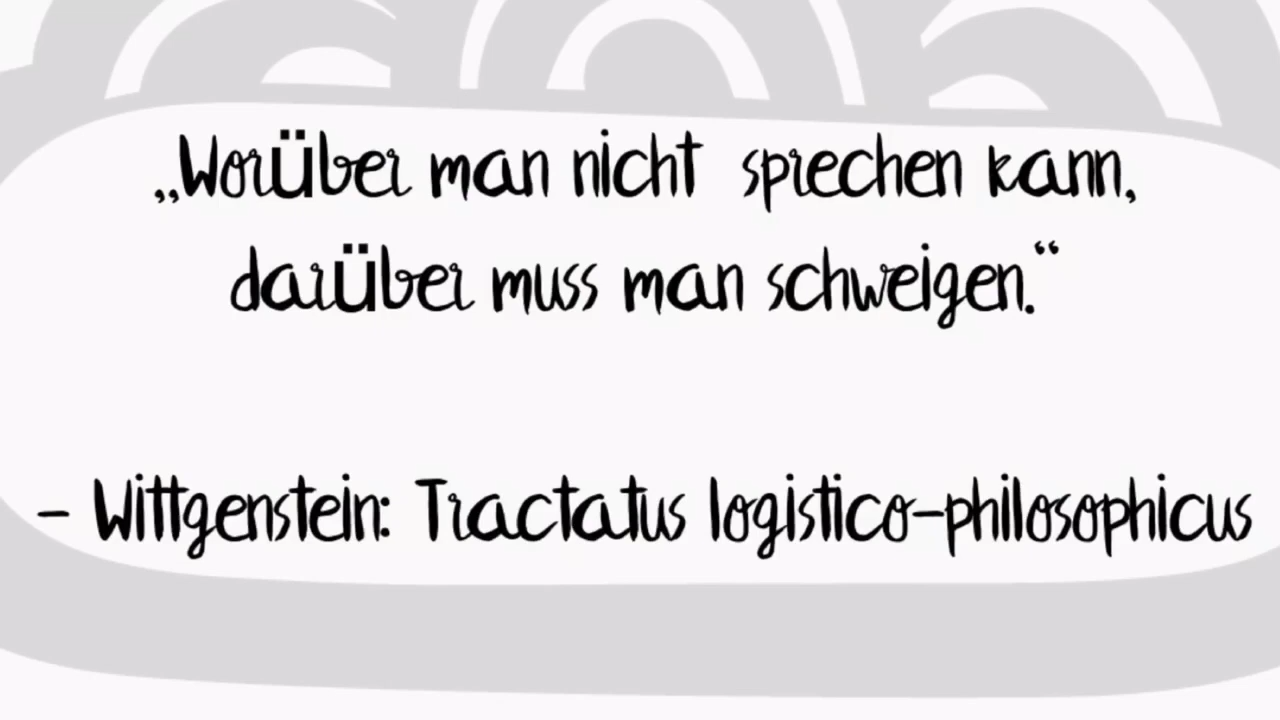 „Worüber man nicht sprechen kann,
darüber muss man schweigen.“
- Wittgenstein: Tractatus logistico-philosophicus